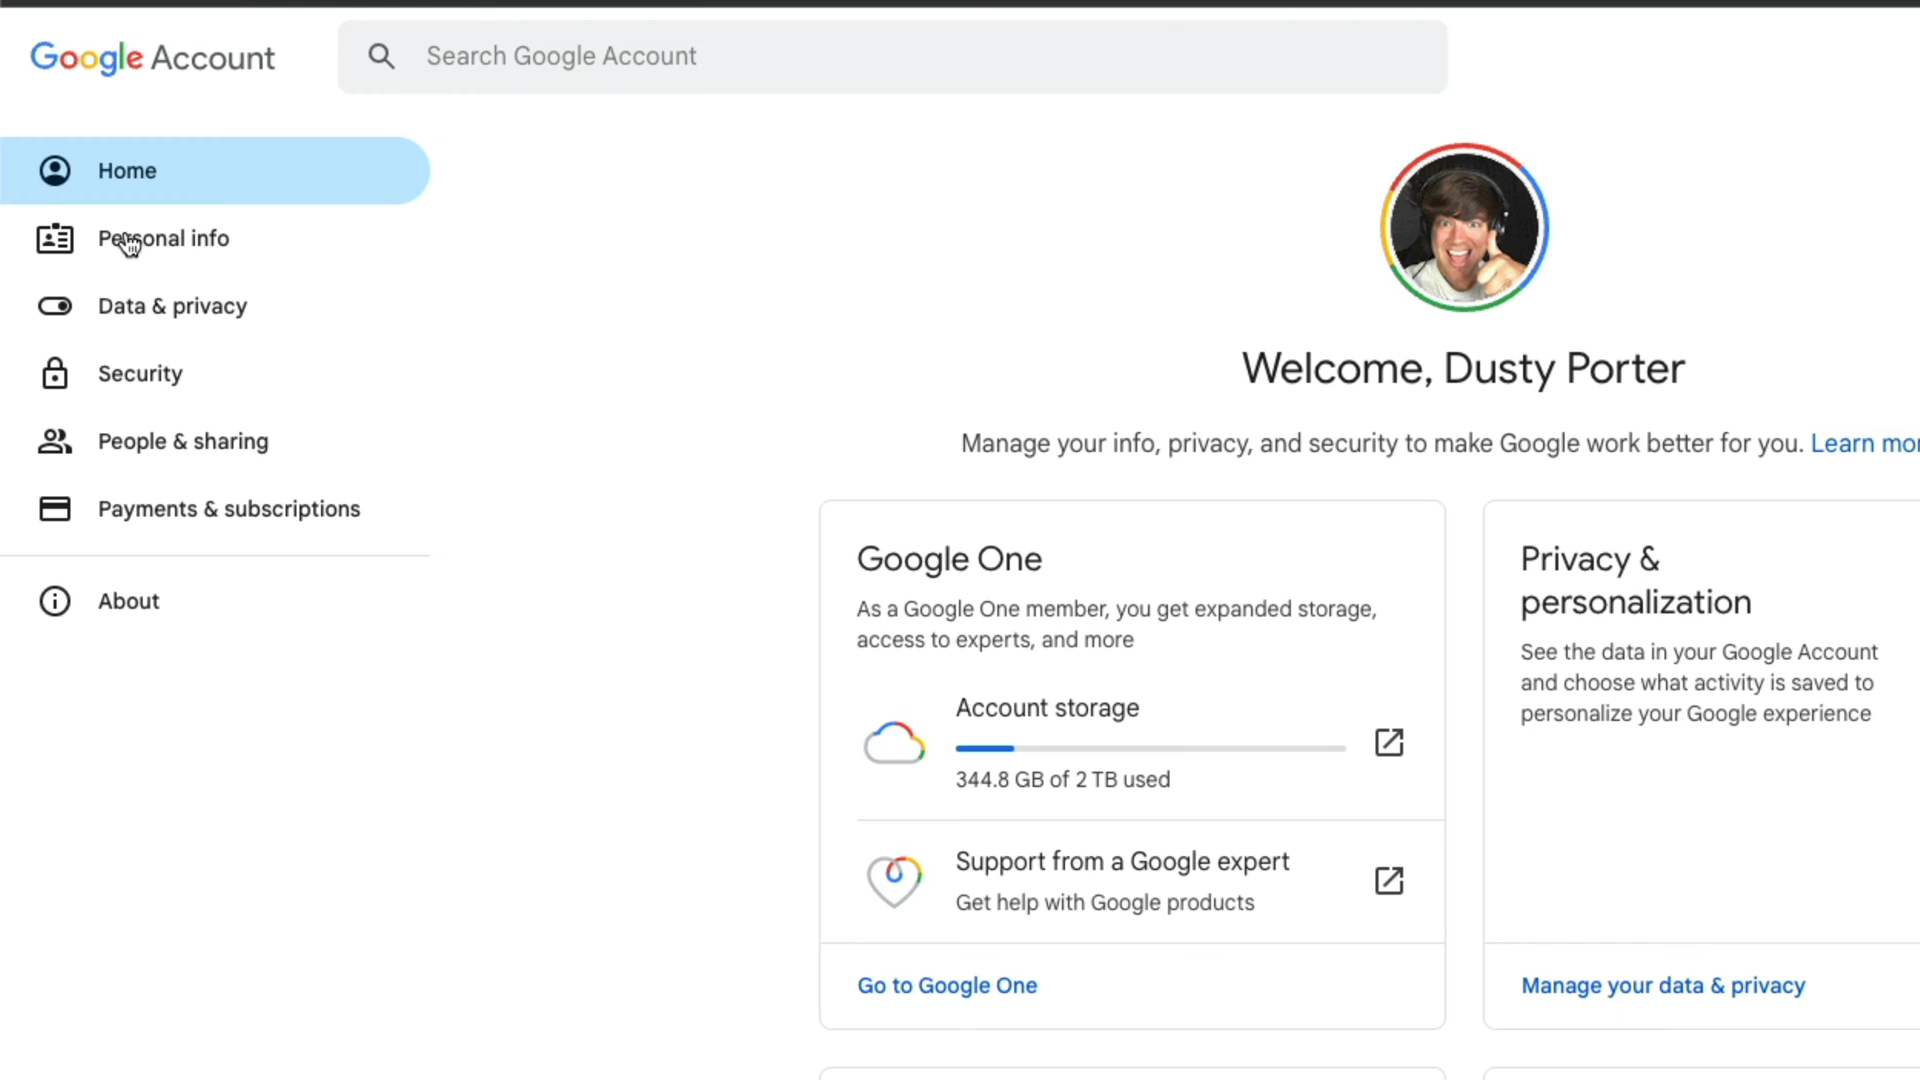 Google Account
Search Google Account
Home
Personal info
Data & privacy
Security
People & sharing
Payments & subscriptions
About
Welcome, Dusty Porter
Manage your info, privacy, and security to make Google work better for you. Learn mor
Google One
As a Google One member, you get expanded storage,
access to experts, and more
Account storage
344.8 GB of 2 TB used
Support from a Google expert
Get help with Google products
Go to Google One
Privacy &
personalization
See the data in your Google Account
and choose what activity is saved to
personalize your Google experience
Manage your data & privacy